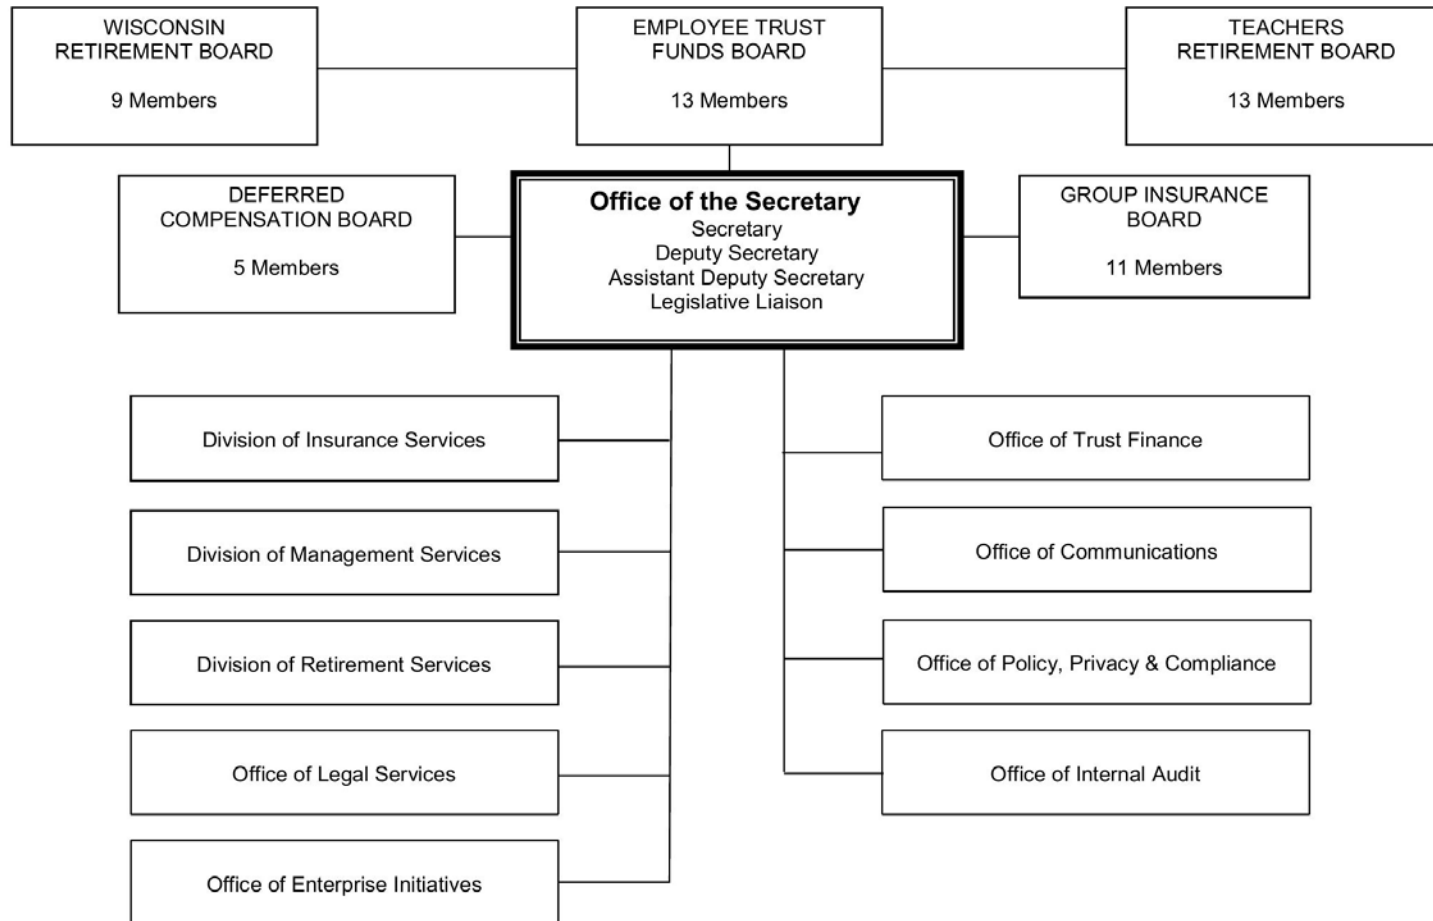 WISCONSIN
RETIREMENT BOARD
9 Members
EMPLOYEE TRUST
FUNDS BOARD
13 Members
TEACHERS
RETIREMENT BOARD
13 Members
DEFERRED
COMPENSATION BOARD
5 Members
Office of the Secretary
Secretary
Deputy Secretary
Assistant Deputy Secretary
Legislative Liaison
GROUP INSURANCE
BOARD
11 Members
Division of Insurance Services
Division of Management Services
Division of Retirement Services
Office of Legal Services
Office of Enterprise Initiatives
Office of Trust Finance
Office of Communications
Office of Policy, Privacy & Compliance
Office of Internal Audit